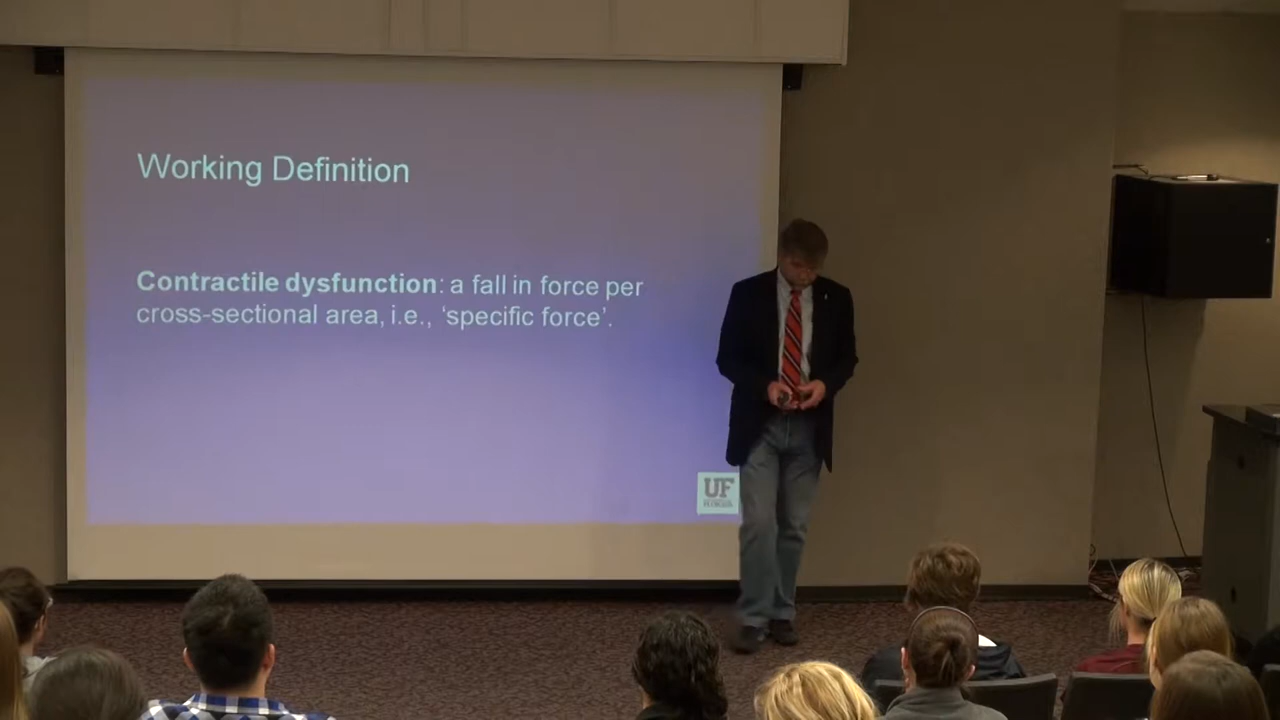 Working Definition
Contractile dysfunction: a fall in force per
cross-sectional area, i.e., ‘specific force’.
UF